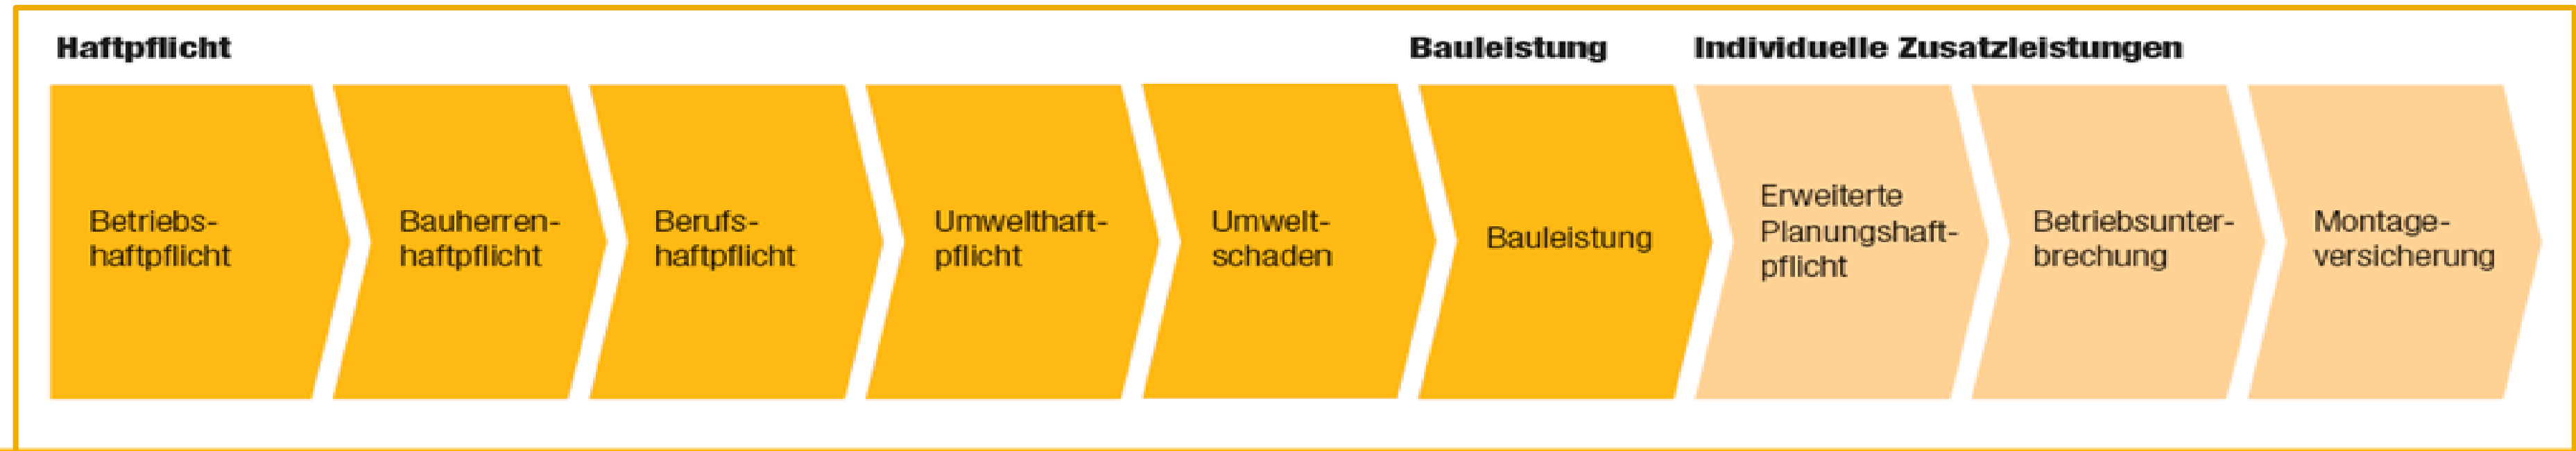 Haftpflicht
Bauleistung
Individuelle Zusatzleistungen
Betriebs-
haftpflicht
Bauherren-
haftpflicht
Berufs-
haftpflicht
Umwelthaft-
pflicht
Umwelt-
schaden
Bauleistung
Erweiterte
Planungshaft-
pflicht
Betriebsunter-
brechung
Montage-
versicherung